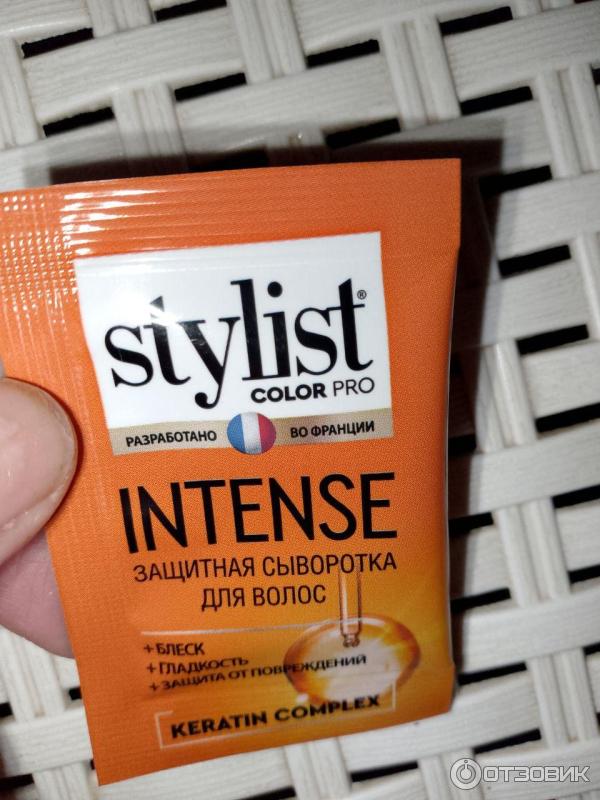 stylist®
COLOR PRO
РАЗРАБОТАНО ВО ФРАНЦИИ
INTENSE
ЗАЩИТНАЯ СЫВОРОТКА
ДЛЯ ВОЛОС
+ БЛЕСК
+ ГЛАДКОСТЬ
+ ЗАЩИТА ОТ ПОВРЕЖДЕНИЙ
KERATIN COMPLEX
ОТЗОВИК